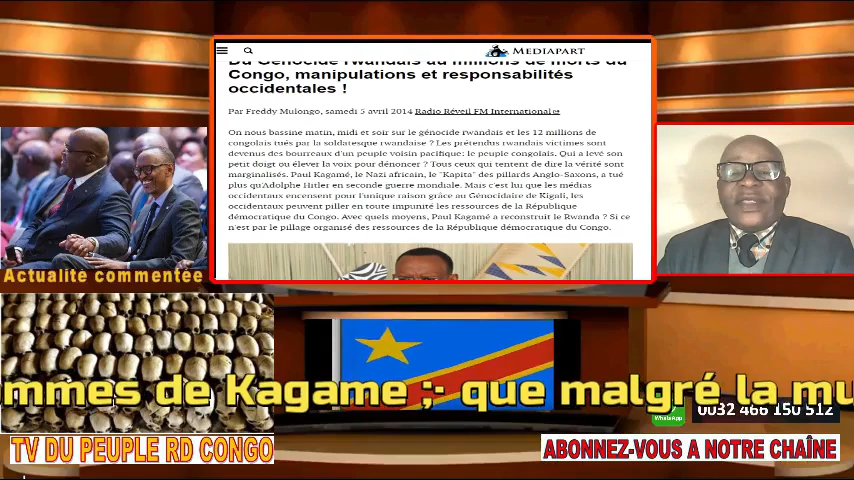 MEDIAPART
Du Génocide rwandais au millions de morts du
Congo, manipulations et responsabilités
occidentales !
Par Freddy Mulongo, samedi 5 avril 2014 Radio Réveil FM International
On nous bassine matin, midi et soir sur le génocide rwandais et les 12 millions de
congolais tués par la soldatesque rwandaise ? Les prétendus rwandais victimes sont
devenus des bourreaux d'un peuple voisin pacifique: le peuple congolais. Qui a levé son
petit doigt ou élever la voix pour dénoncer ? Tous ceux qui tentent de dire la vérité sont
marginalisés. Paul Kagamé, le Nazi africain, le "Kapita" des pillards Anglo-Saxons, a tué
plus qu'Adolphe Hitler en seconde guerre mondiale. Mais c'est lui que les médias
occidentaux encensent pour l'unique raison grâce au Génocidaire de Kigali, les
occidentaux peuvent piller en toute impunité les ressources de la République
démocratique du Congo. Avec quels moyens, Paul Kagamé a reconstruit le Rwanda ? Si ce
n'est par le pillage organisé des ressources de la République démocratique du Congo.
Actualité commentée
ommes de Kagame ;- que malgré la mu
WhatsApp
0032 466 150 512
TV DU PEUPLE RD CONGO
ABONNEZ-VOUS A NOTRE CHAÎNE